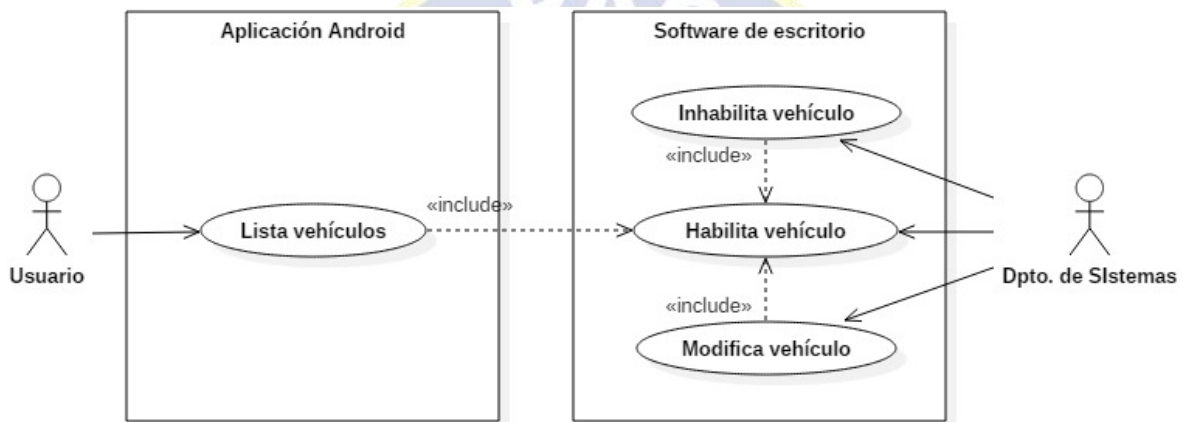 Aplicación Android
Software de escritorio
Inhabilita vehículo
«include»
«include»
Lista vehículos
Habilita vehículo
Usuario
Dpto. de SIstemas
«include»
Modifica vehículo